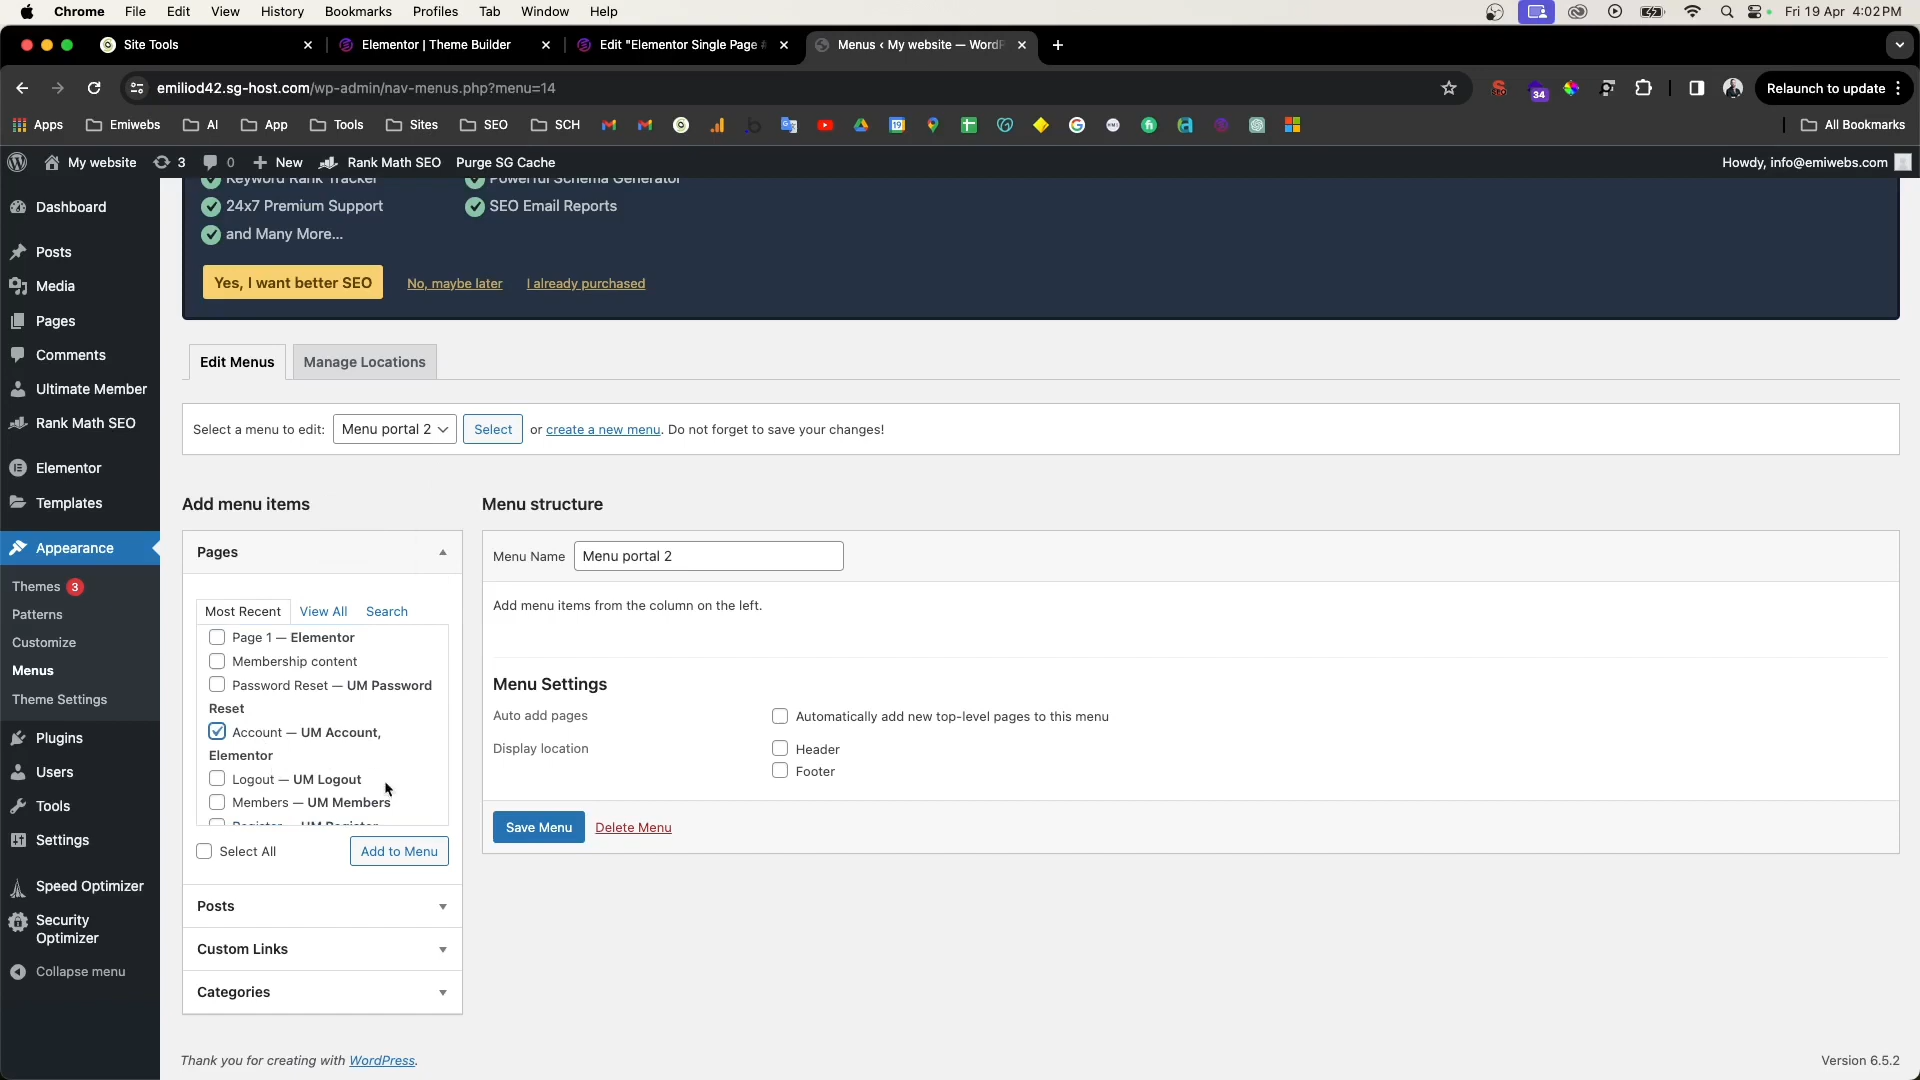 Chrome File Edit View History Bookmarks Profiles Tab Window Help
Fri 19 Apr 4:02PM
Site Tools
Elementor | Theme Builder
Edit "Elementor Single Page #
Menus ‹ My website — WordP
emiliod42.sg-host.com/wp-admin/nav-menus.php?menu=14
34
Relaunch to update
Apps
Emiwebs
AI
App
Tools
Sites
SEO
SCH
All Bookmarks
My website
3
0
New
Rank Math SEO
Purge SG Cache
Howdy, info@emiwebs.com
Dashboard
Posts
Media
Pages
Comments
Ultimate Member
Rank Math SEO
Elementor
Templates
Appearance
Themes 3
Patterns
Customize
Menus
Theme Settings
Plugins
Users
Tools
Settings
Speed Optimizer
Security
Optimizer
Collapse menu
Keyword Rank Tracker
Powerful Schema Generator
24x7 Premium Support
SEO Email Reports
and Many More...
Yes, I want better SEO
No, maybe later
I already purchased
Edit Menus
Manage Locations
Select a menu to edit: Menu portal 2 Select or create a new menu. Do not forget to save your changes!
Add menu items
Pages
Most Recent View All Search
Page 1 — Elementor
Membership content
Password Reset — UM Password
Reset
Account — UM Account,
Elementor
Logout — UM Logout
Members — UM Members
Register — UM Register
Select All
Add to Menu
Posts
Custom Links
Categories
Menu structure
Menu Name Menu portal 2
Add menu items from the column on the left.
Menu Settings
Auto add pages
Automatically add new top-level pages to this menu
Display location
Header
Footer
Save Menu
Delete Menu
Thank you for creating with WordPress.
Version 6.5.2